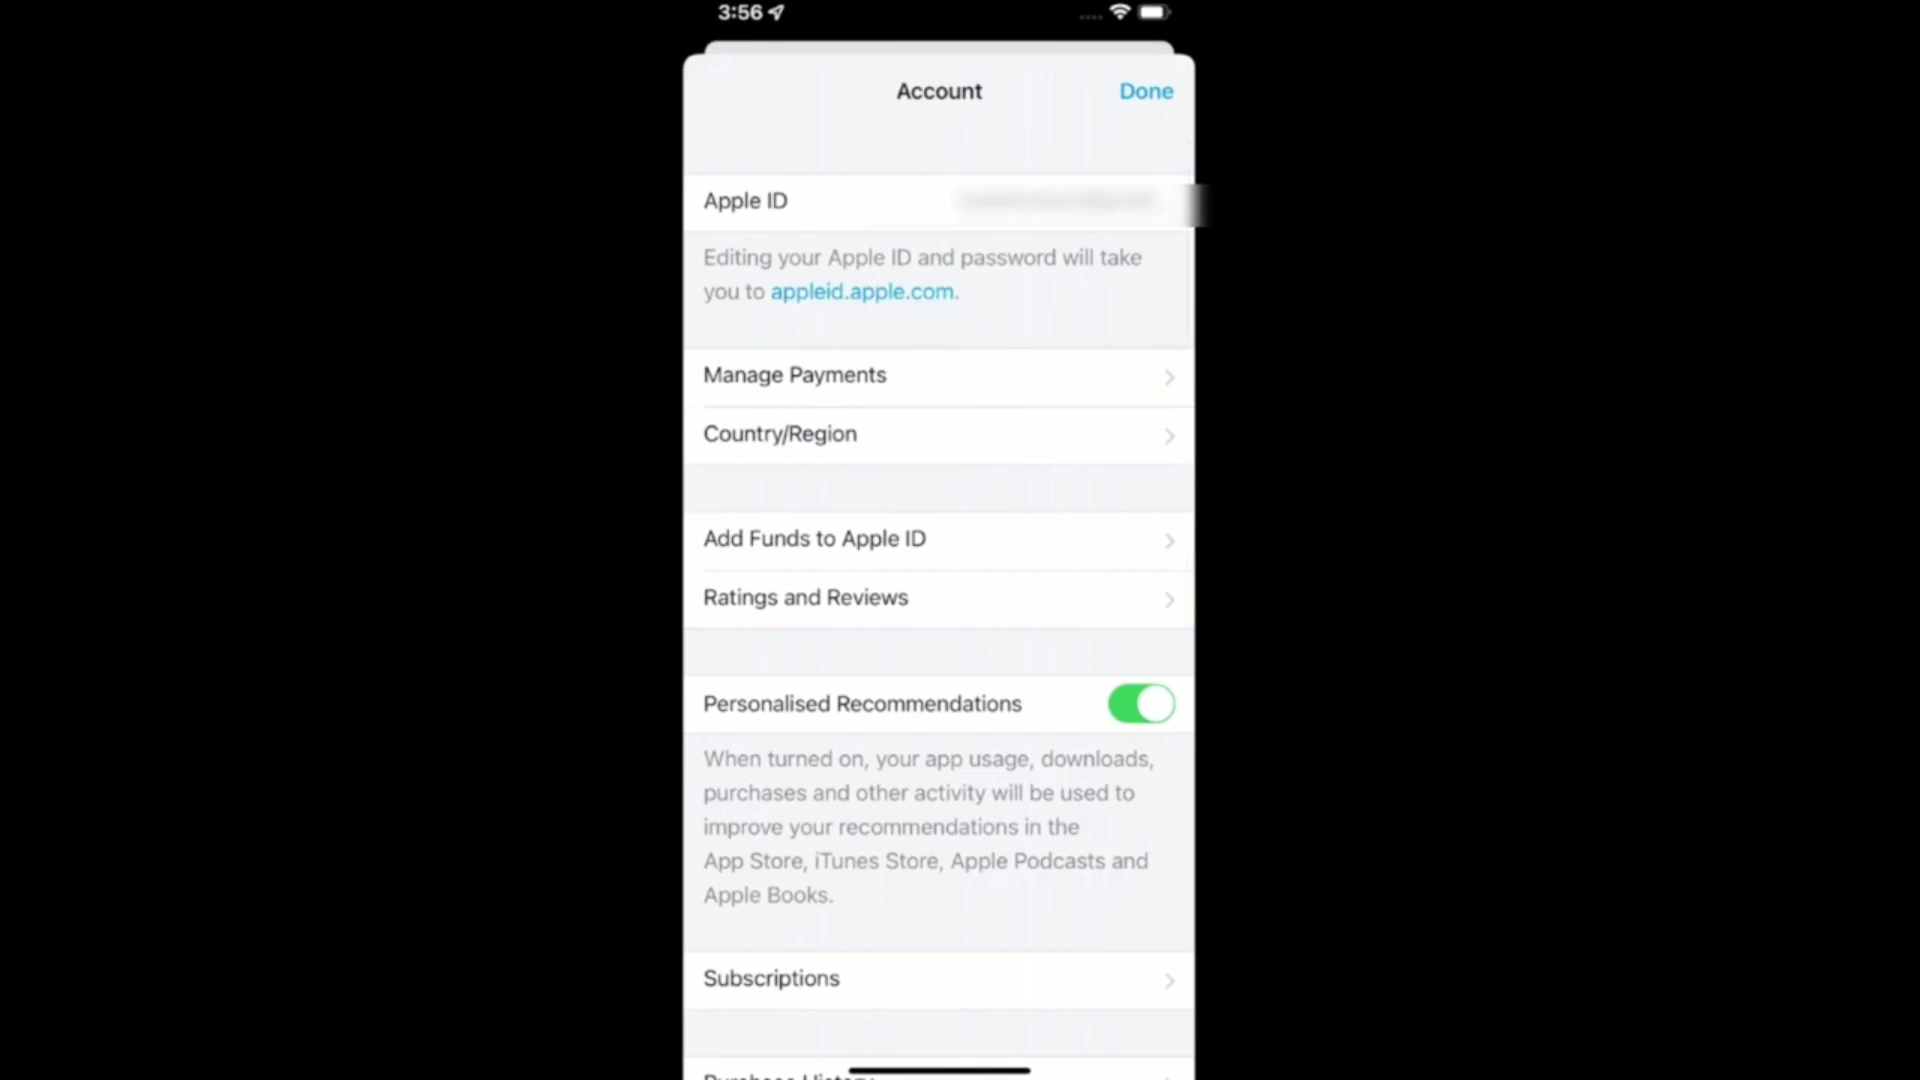 3:56
Account
Done
Apple ID
Editing your Apple ID and password will take
you to appleid.apple.com.
Manage Payments
Country/Region
Add Funds to Apple ID
Ratings and Reviews
Personalised Recommendations
When turned on, your app usage, downloads,
purchases and other activity will be used to
improve your recommendations in the
App Store, iTunes Store, Apple Podcasts and
Apple Books.
Subscriptions
Purchase History